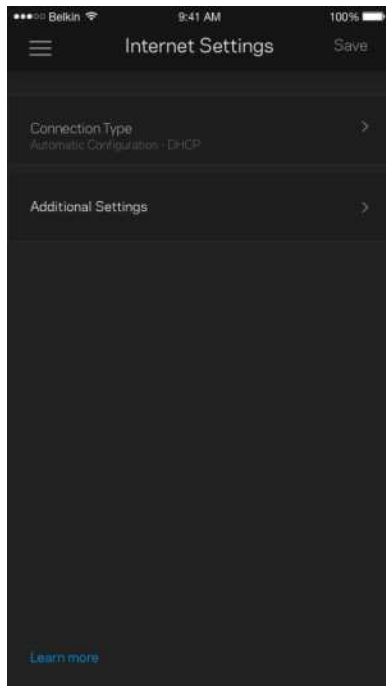 Belkin 9:41 AM 100%
Internet Settings Save
Connection Type
Automatic Configuration - DHCP
Additional Settings
Learn more